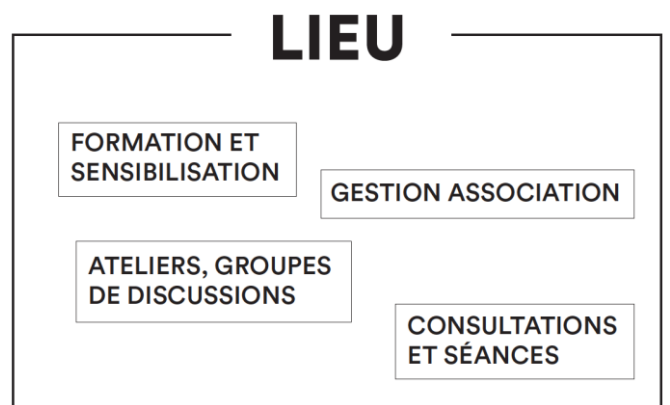 LIEU
FORMATION ET
SENSIBILISATION
GESTION ASSOCIATION
ATELIERS, GROUPES
DE DISCUSSIONS
CONSULTATIONS
ET SÉANCES